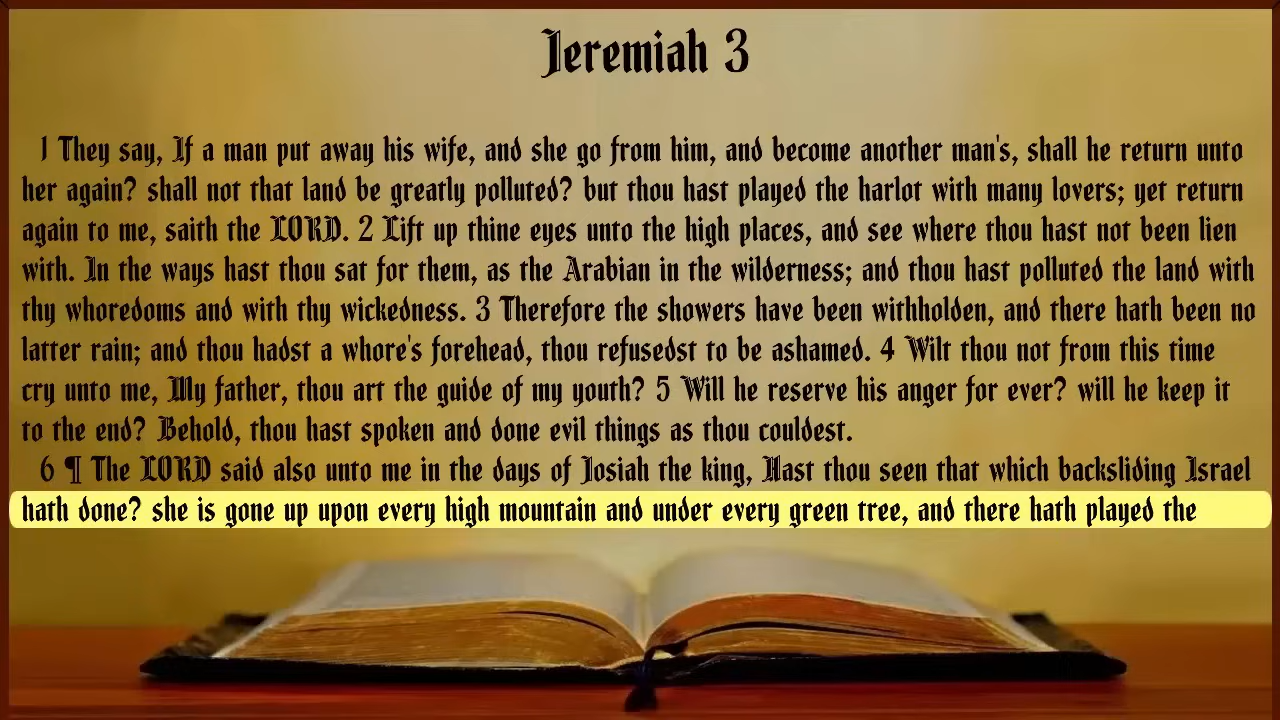 Jeremiah 3
1 They say, If a man put away his wife, and she go from him, and become another man's, shall he return unto
her again? shall not that land be greatly polluted? but thou hast played the harlot with many lovers; yet return
again to me, saith the LORD. 2 Lift up thine eyes unto the high places, and see where thou hast not been lien
with. In the ways hast thou sat for them, as the Arabian in the wilderness; and thou hast polluted the land with
thy whoredoms and with thy wickedness. 3 Therefore the showers have been withholden, and there hath been no
latter rain; and thou hadst a whore's forehead, thou refusedst to be ashamed. 4 Wilt thou not from this time
cry unto me, My father, thou art the guide of my youth? 5 Will he reserve his anger for ever? will he keep it
to the end? Behold, thou hast spoken and done evil things as thou couldest.
6 ¶ The LORD said also unto me in the days of Josiah the king, Hast thou seen that which backsliding Israel
hath done? she is gone up upon every high mountain and under every green tree, and there hath played the